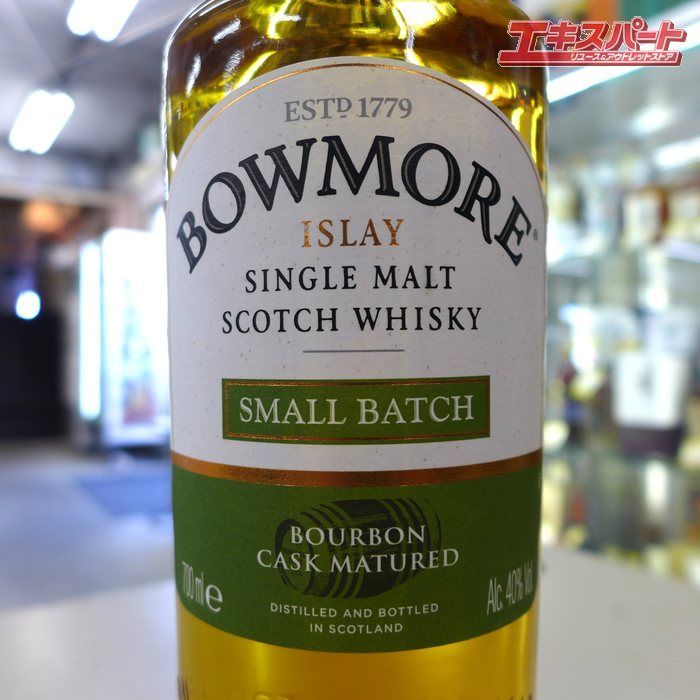 エキスパート
リユース&アウトレットストア
ESTD 1779
BOWMORE®
ISLAY
SINGLE MALT
SCOTCH WHISKY
SMALL BATCH
BOURBON
CASK MATURED
700 ml e
Alc. 40% Vol
DISTILLED AND BOTTLED
IN SCOTLAND